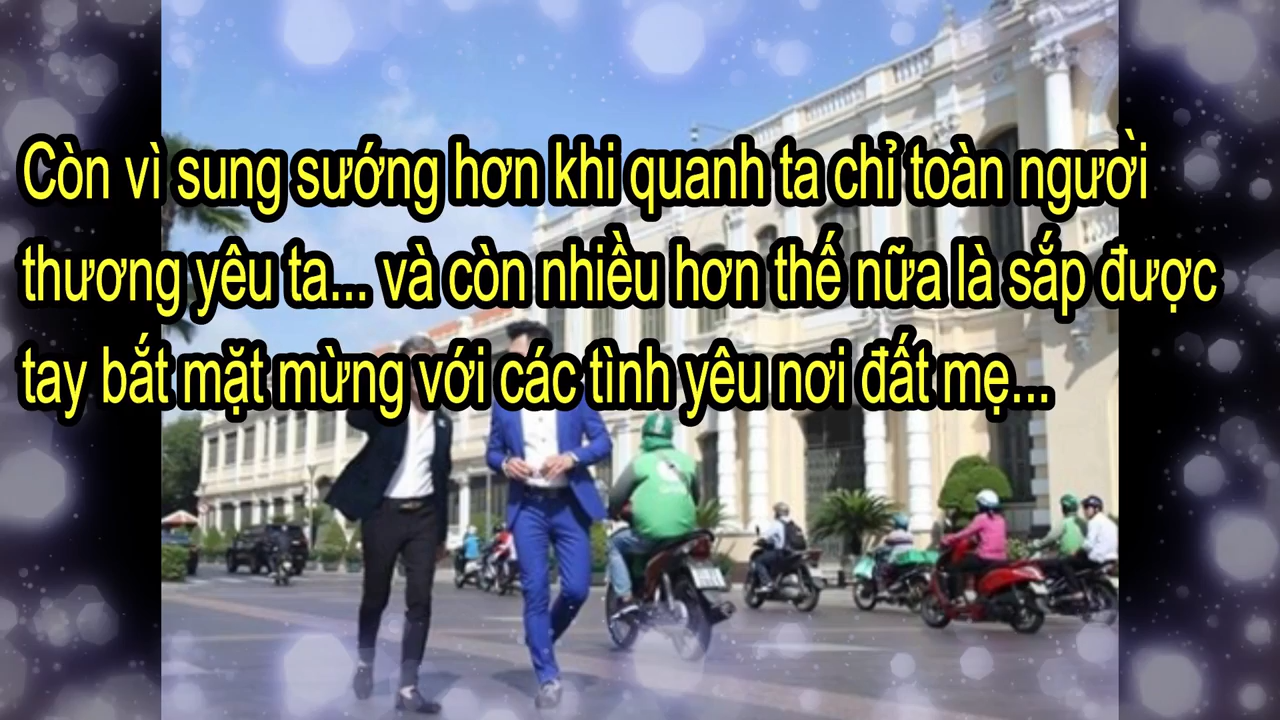 Còn vì sung sướng hơn khi quanh ta chỉ toàn người
thương yêu ta... và còn nhiều hơn thế nữa là sắp được
tay bắt mặt mừng với các tình yêu nơi đất mẹ...